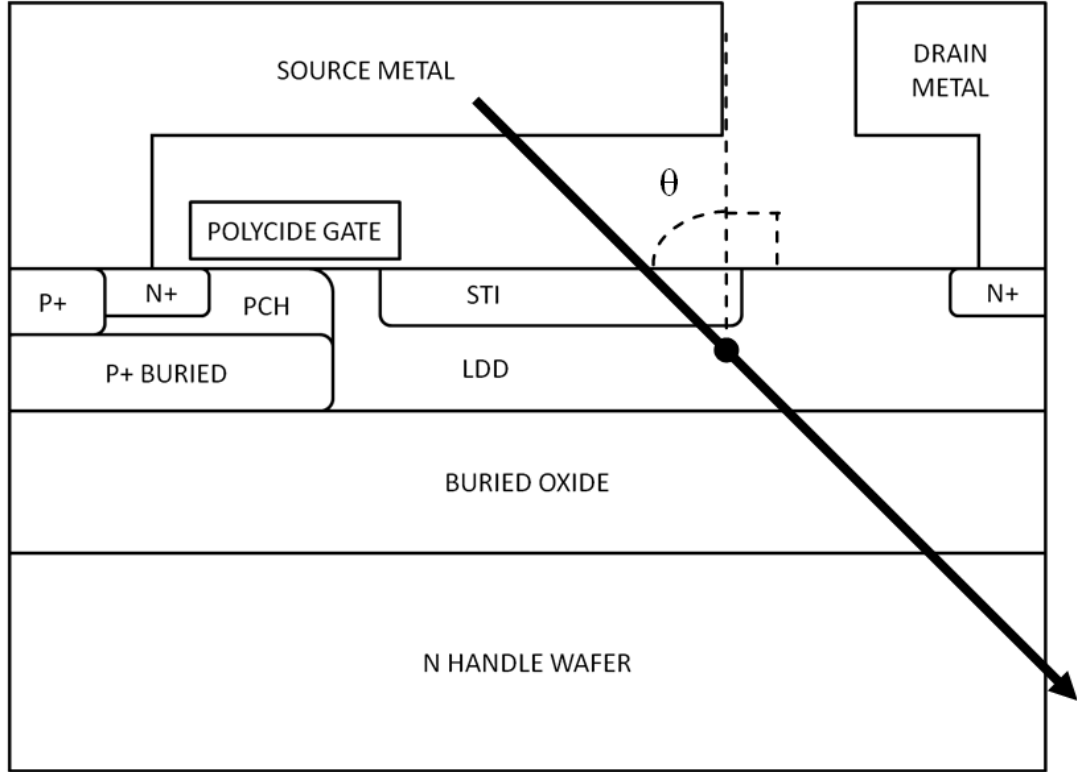 SOURCE METAL
DRAIN
METAL
θ
POLYCIDE GATE
P+
N+
PCH
STI
N+
P+ BURIED
LDD
BURIED OXIDE
N HANDLE WAFER